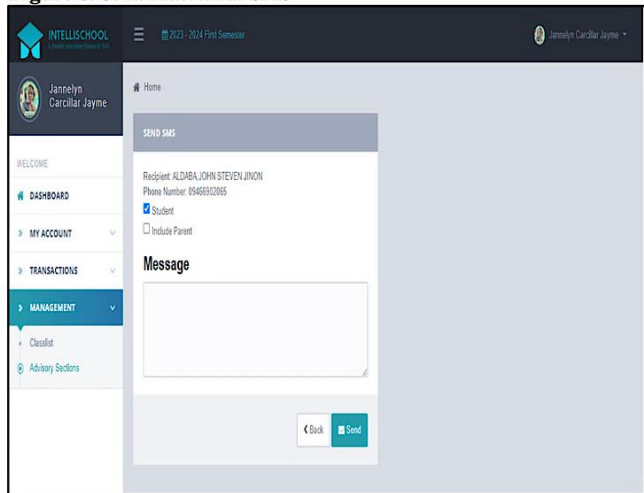 INTELLISCHOOL
2023 - 2024 First Semester
Jannelyn Carcillar Jayme
Jannelyn
Carcillar Jayme
Home
SEND SMS
WELCOME
Recipient: ALDABA, JOHN STEVEN JINON
Phone Number: 09466902065
DASHBOARD
Student
Include Parent
MY ACCOUNT
TRANSACTIONS
Message
MANAGEMENT
Classlist
Advisory Sections
Back
Send